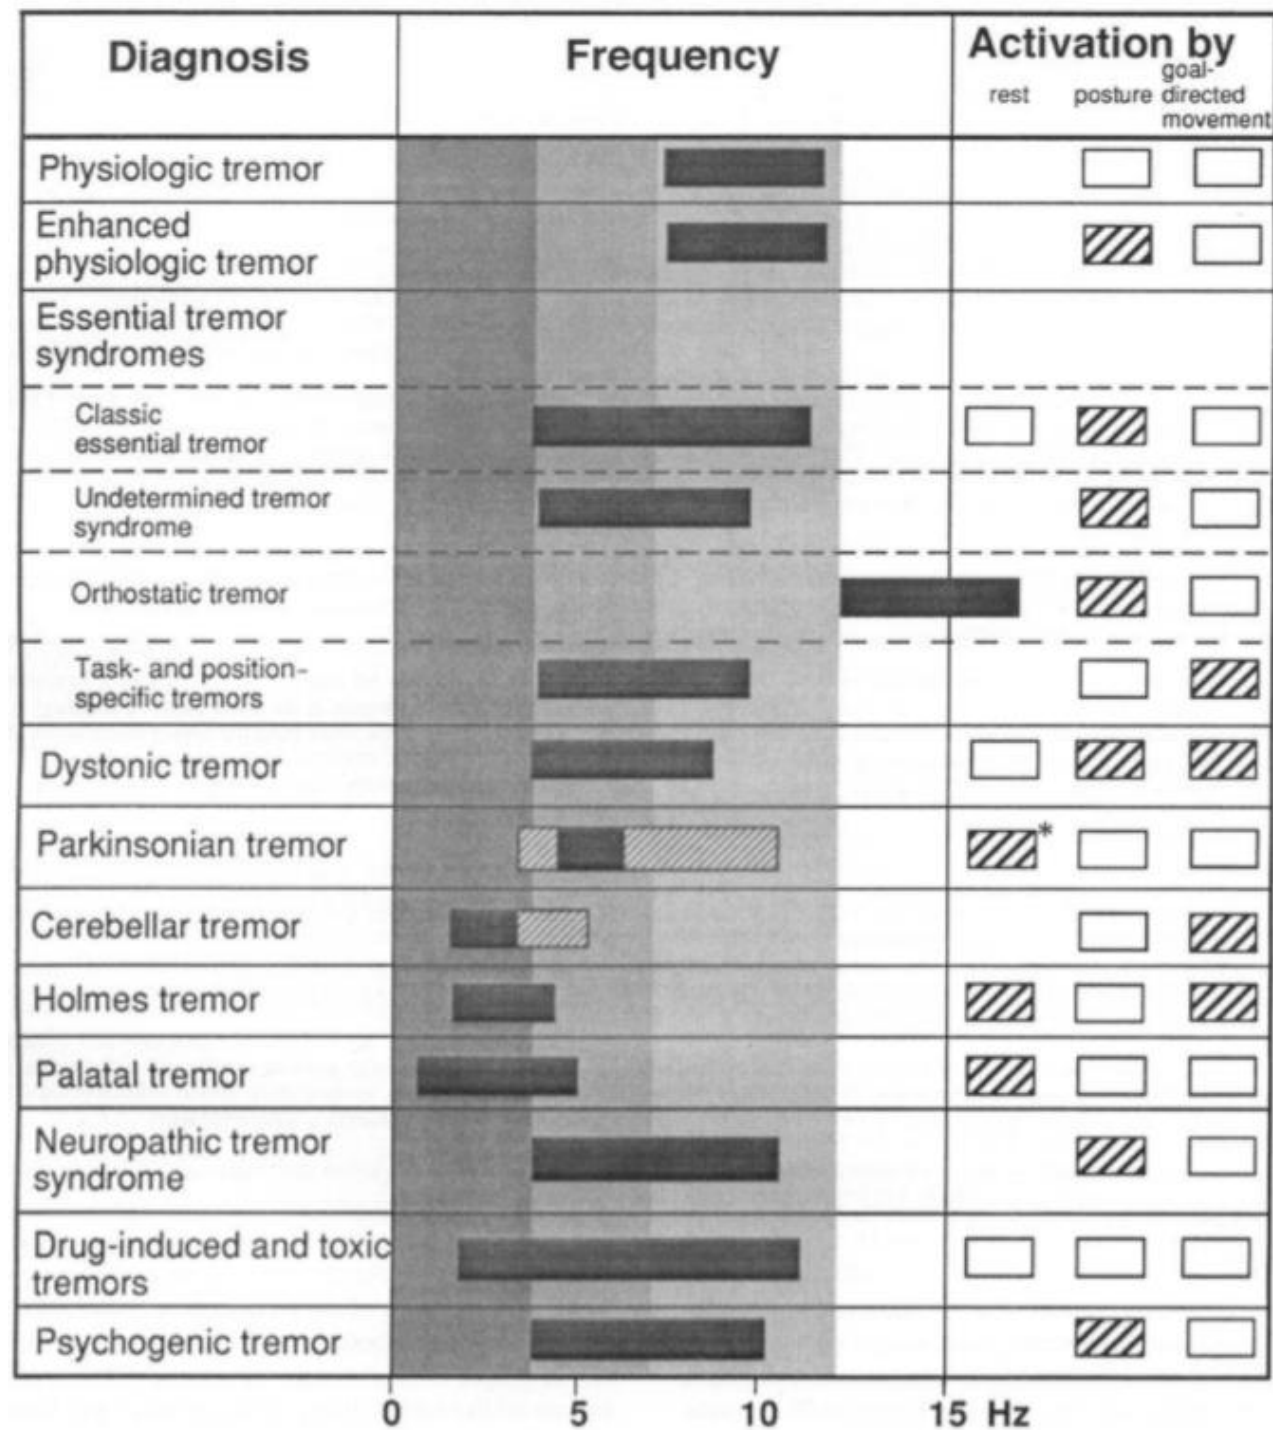 Diagnosis
Frequency
Activation by
rest
posture
goal-
directed
movement
Physiologic tremor
Enhanced
physiologic tremor
Essential tremor
syndromes
Classic
essential tremor
Undetermined tremor
syndrome
Orthostatic tremor
Task- and position-
specific tremors
Dystonic tremor
Parkinsonian tremor
*
Cerebellar tremor
Holmes tremor
Palatal tremor
Neuropathic tremor
syndrome
Drug-induced and toxic
tremors
Psychogenic tremor
0 5 10 15 Hz